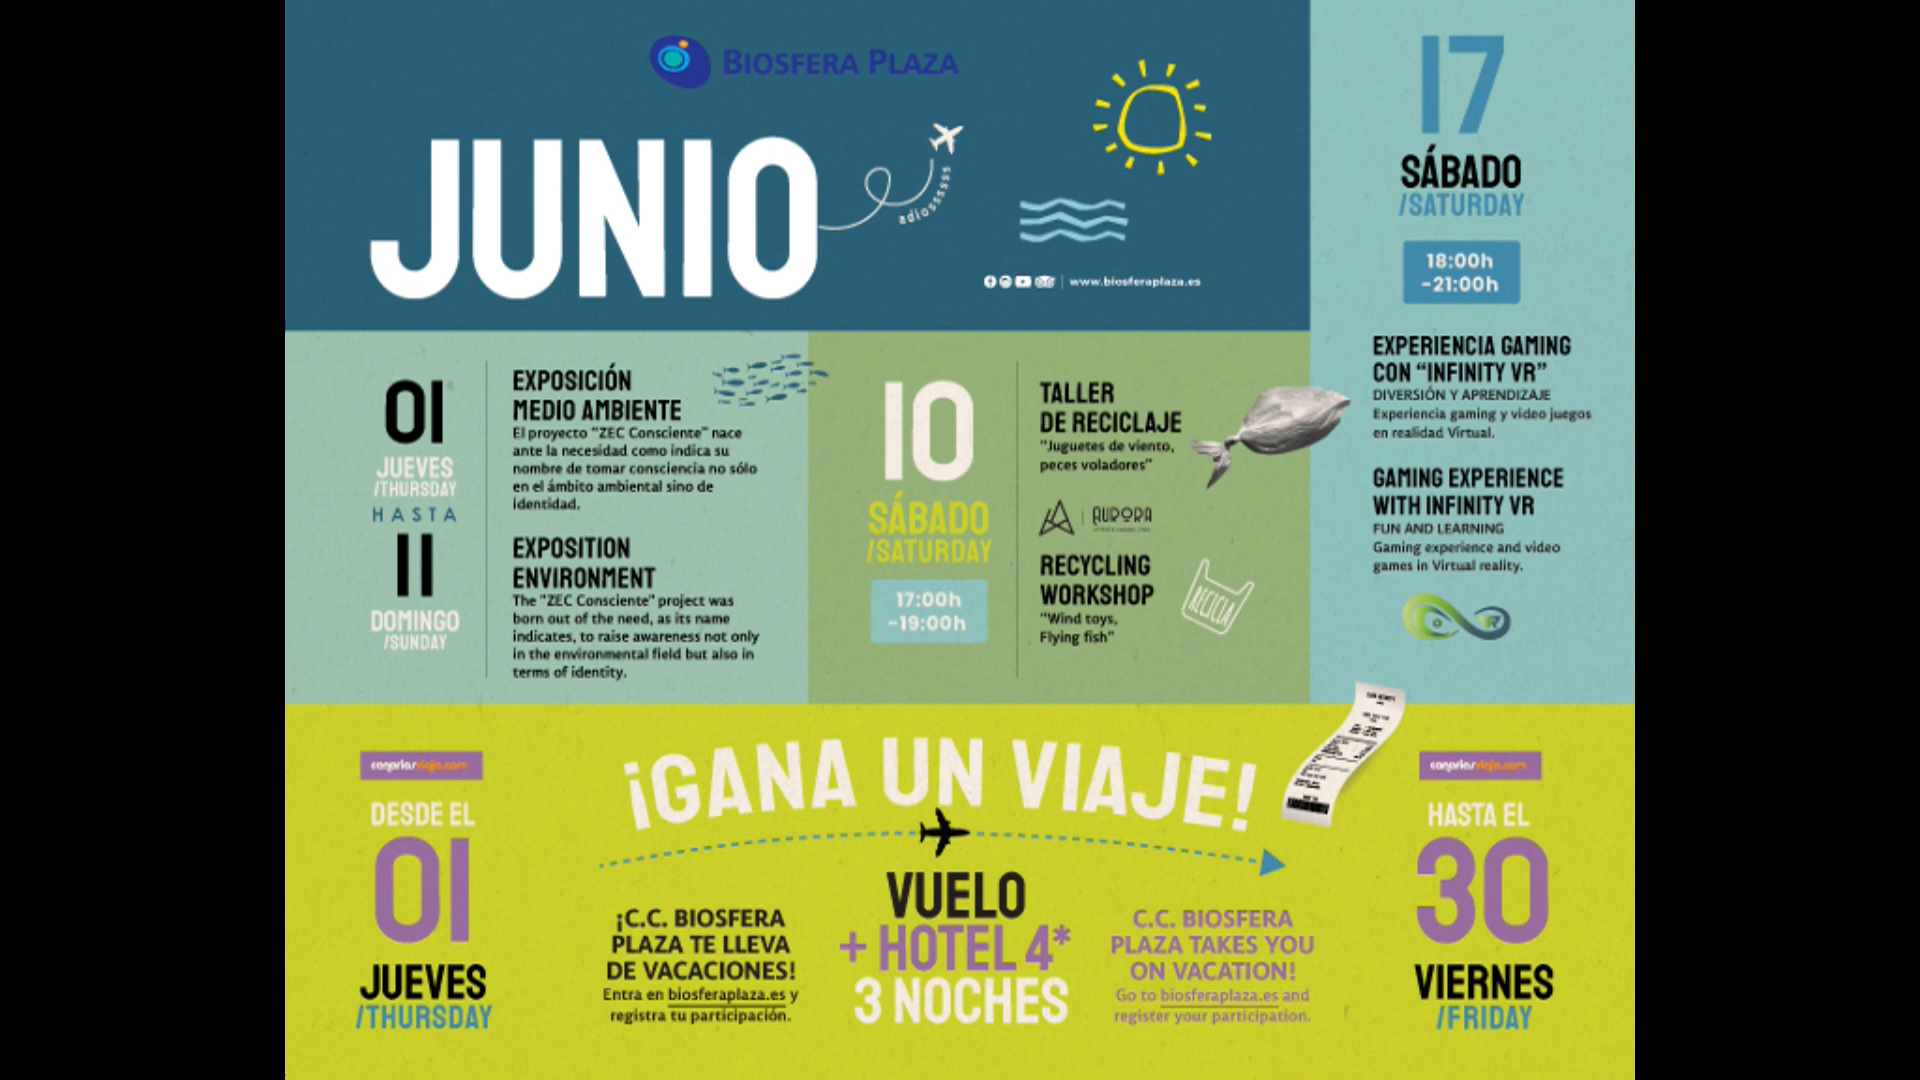 BIOSFERA PLAZA
JUNIO
adiosssssss
www.biosferaplaza.es
17
SÁBADO
/SATURDAY
18:00h
-21:00h
EXPERIENCIA GAMING
CON “INFINITY VR”
DIVERSIÓN Y APRENDIZAJE
Experiencia gaming y video juegos
en realidad Virtual.
GAMING EXPERIENCE
WITH INFINITY VR
FUN AND LEARNING
Gaming experience and video
games in Virtual reality.
01
JUEVES
/THURSDAY
HASTA
11
DOMINGO
/SUNDAY
EXPOSICIÓN
MEDIO AMBIENTE
El proyecto "ZEC Consciente" nace
ante la necesidad como indica su
nombre de tomar consciencia no sólo
en el ámbito ambiental sino de
identidad.
EXPOSITION
ENVIRONMENT
The "ZEC Consciente" project was
born out of the need, as its name
indicates, to raise awareness not only
in the environmental field but also in
terms of identity.
10
SÁBADO
/SATURDAY
17:00h
-19:00h
TALLER
DE RECICLAJE
"Juguetes de viento,
peces voladores"
AURORA
RECYCLING
WORKSHOP
"Wind toys,
Flying fish"
RECICLA
canariasviaja.com
DESDE EL
01
JUEVES
/THURSDAY
¡GANA UN VIAJE!
¡C.C. BIOSFERA
PLAZA TE LLEVA
DE VACACIONES!
Entra en biosferaplaza.es y
registra tu participación.
VUELO
+ HOTEL 4*
3 NOCHES
C.C. BIOSFERA
PLAZA TAKES YOU
ON VACATION!
Go to biosferaplaza.es and
register your participation.
canariasviaja.com
HASTA EL
30
VIERNES
/FRIDAY